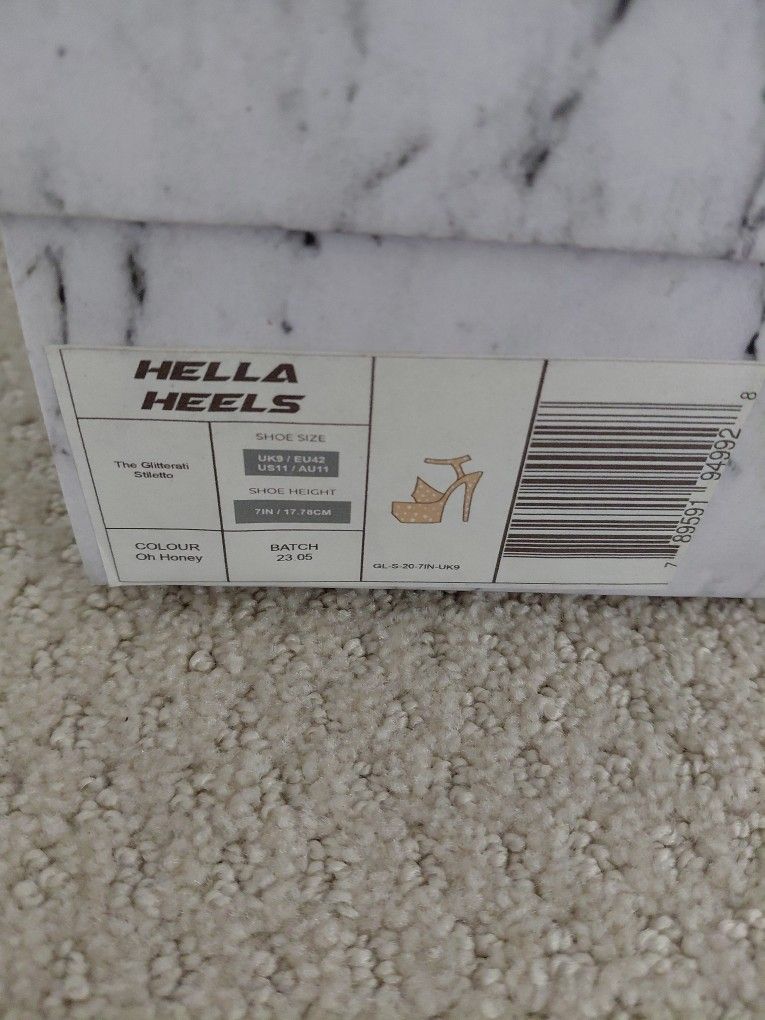 HELLA
HEELS
The Glitterati
Stiletto
SHOE SIZE
UK9 / EU42
US11 / AU11
SHOE HEIGHT
7IN / 17.78CM
COLOUR
Oh Honey
BATCH
23 05
GL-S-20-7IN-UK9
7 89591 94992 8